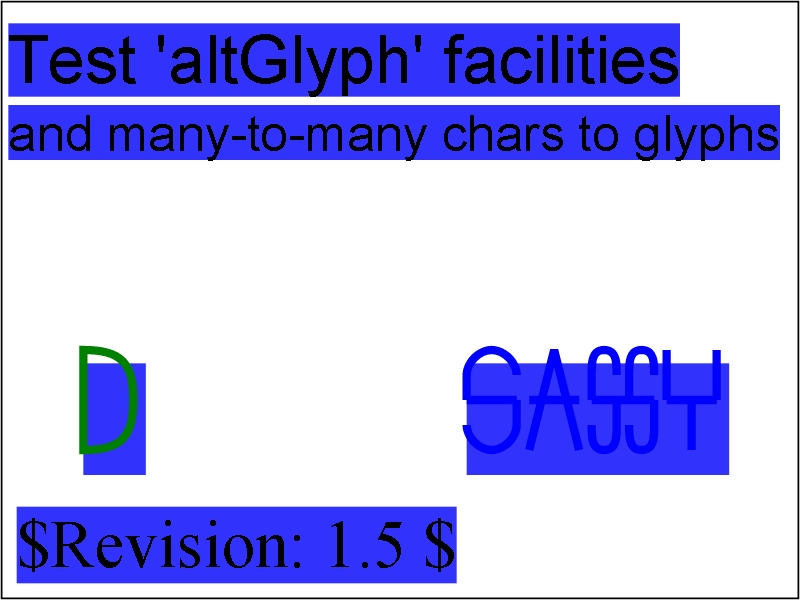 Test 'altGlyph' facilities
and many-to-many chars to glyphs
D SASSY
$Revision: 1.5 $